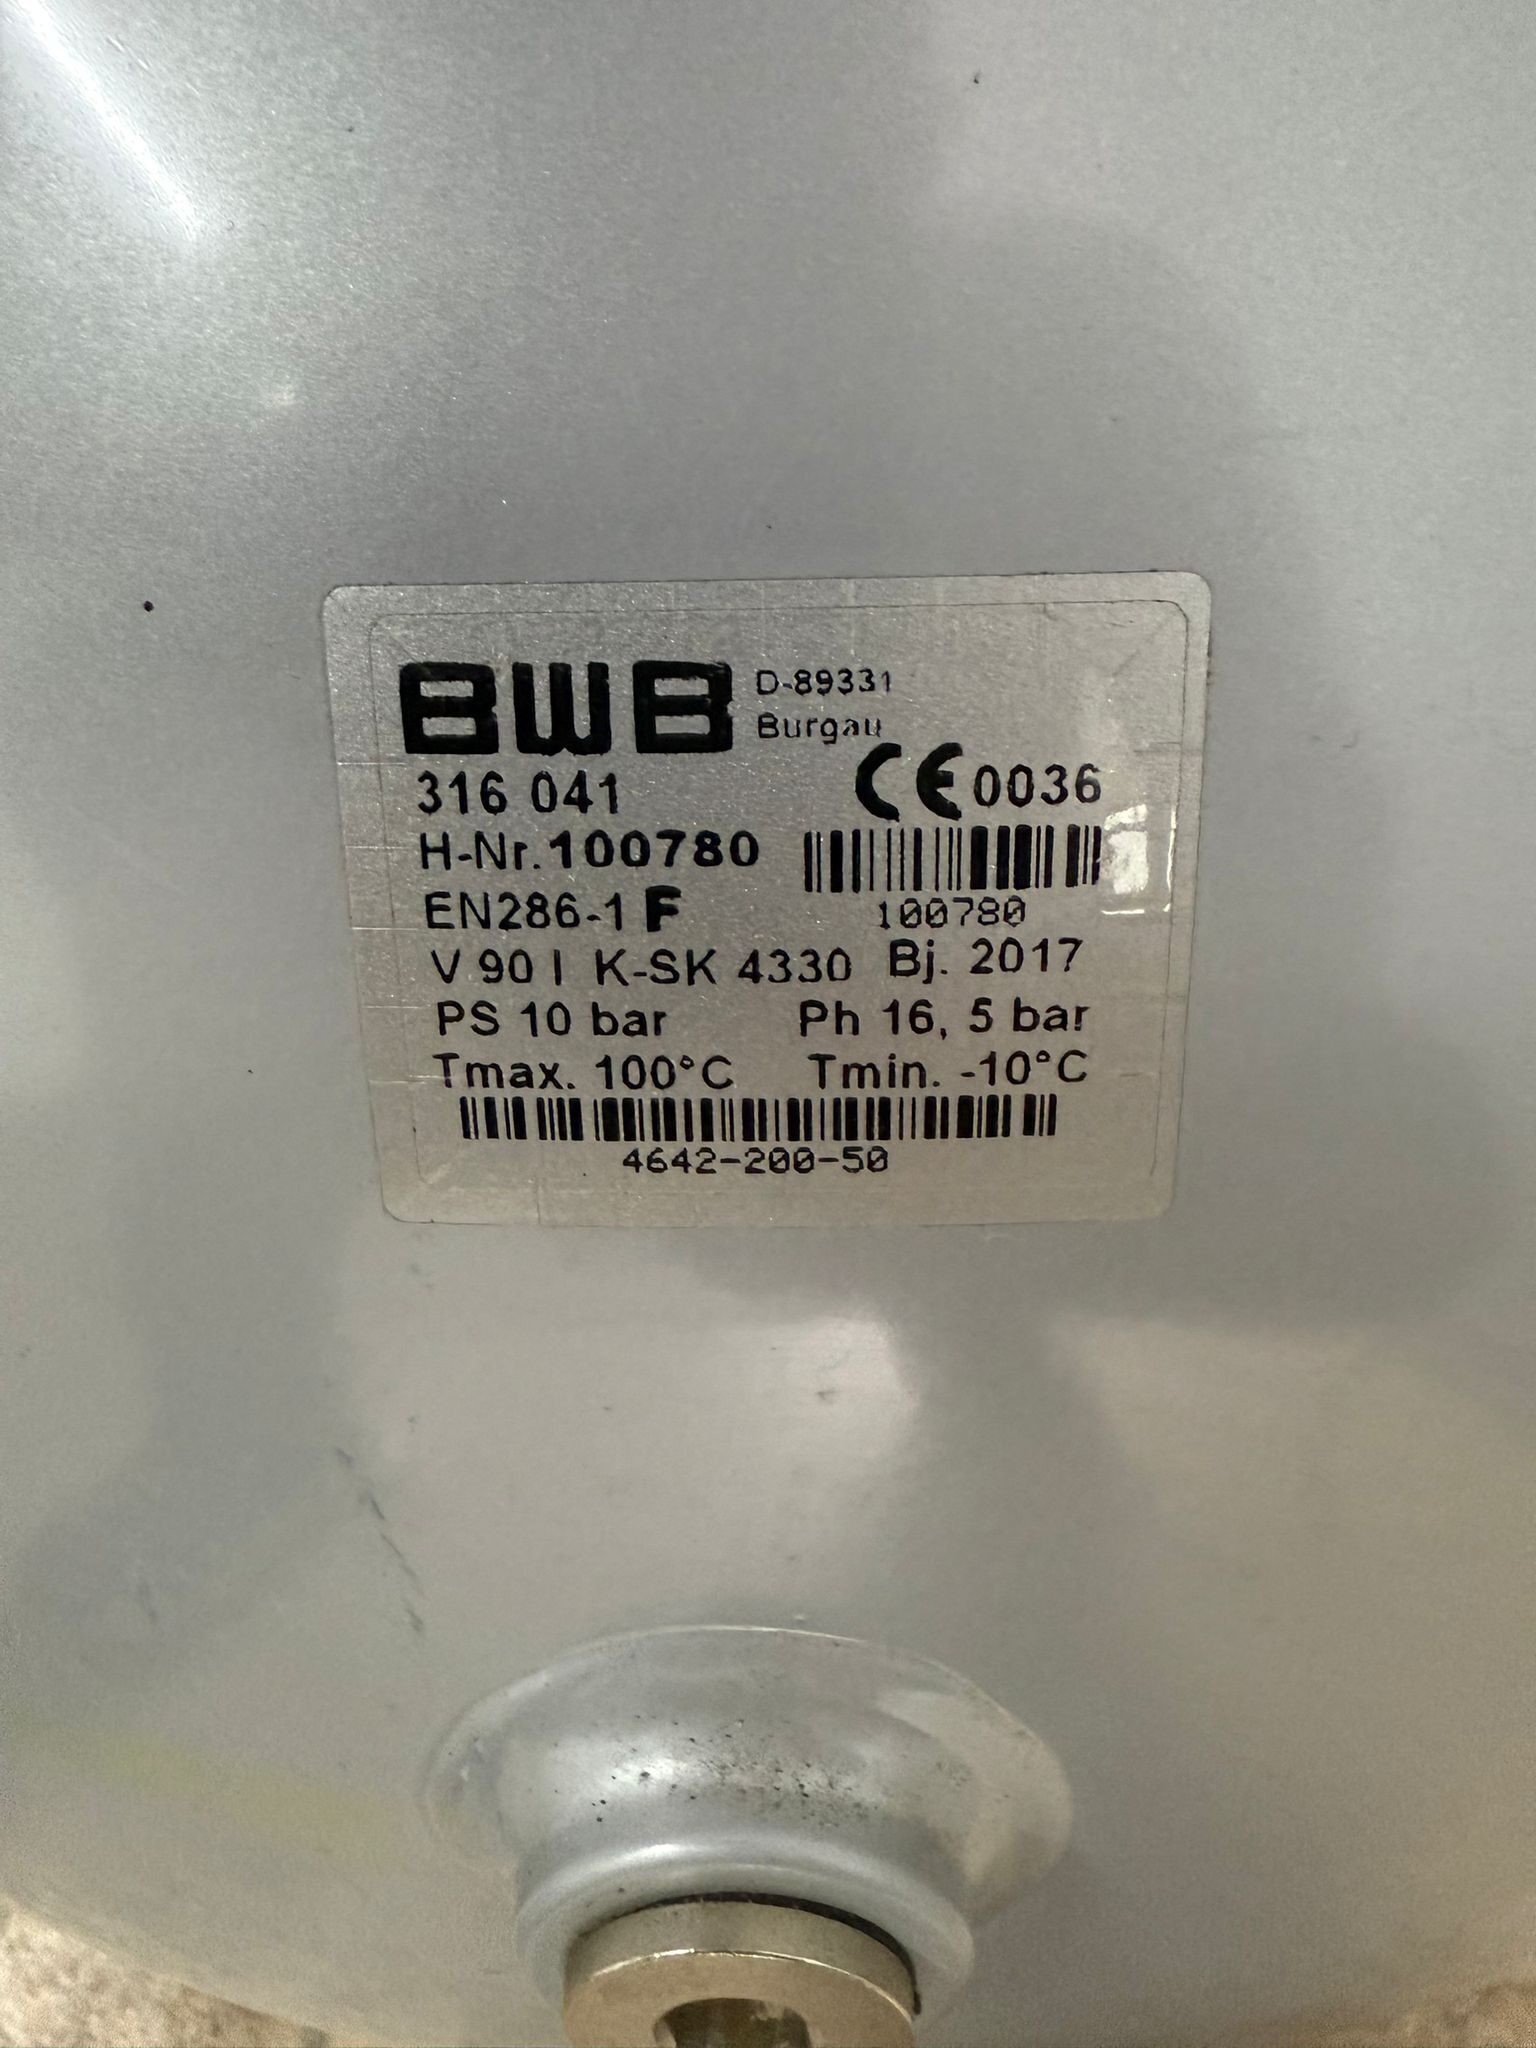 BWB D-89331
Burgau
316 041 CE 0036
H-Nr. 100780
EN286-1 F 100780
V 90 l K-SK 4330 Bj. 2017
PS 10 bar Ph 16, 5 bar
Tmax. 100°C Tmin. -10°C
4642-200-50